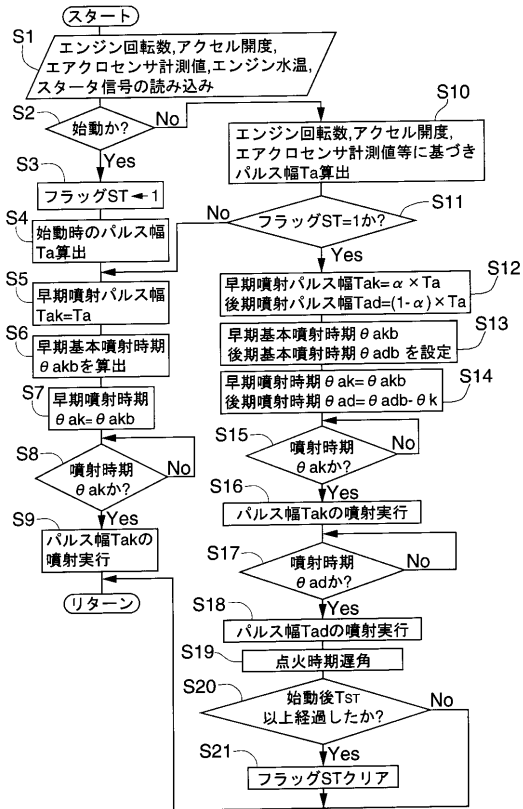 スタート
S1
エンジン回転数,アクセル開度,
エアクロセンサ計測値,エンジン水温,
スタータ信号の読み込み
S2
始動か?
No
Yes
S3
フラッグST←1
S4
始動時のパルス幅
Ta算出
S5
早期噴射パルス幅
Tak=Ta
S6
早期基本噴射時期
θakbを算出
S7
早期噴射時期
θak=θakb
S8
噴射時期
θakか?
No
Yes
S9
パルス幅Takの
噴射実行
リターン
S10
エンジン回転数,アクセル開度,
エアクロセンサ計測値等に基づき
パルス幅Ta算出
S11
フラッグST=1か?
No
Yes
S12
早期噴射パルス幅Tak=α×Ta
後期噴射パルス幅Tad=(1-α)×Ta
S13
早期基本噴射時期θakb
後期基本噴射時期θadbを設定
S14
早期噴射時期θak=θakb
後期噴射時期θad=θadb-θk
S15
噴射時期
θakか?
No
Yes
S16
パルス幅Takの噴射実行
S17
噴射時期
θadか?
No
Yes
S18
パルス幅Tadの噴射実行
S19
点火時期遅角
S20
始動後TST
以上経過したか?
No
Yes
S21
フラッグSTクリア